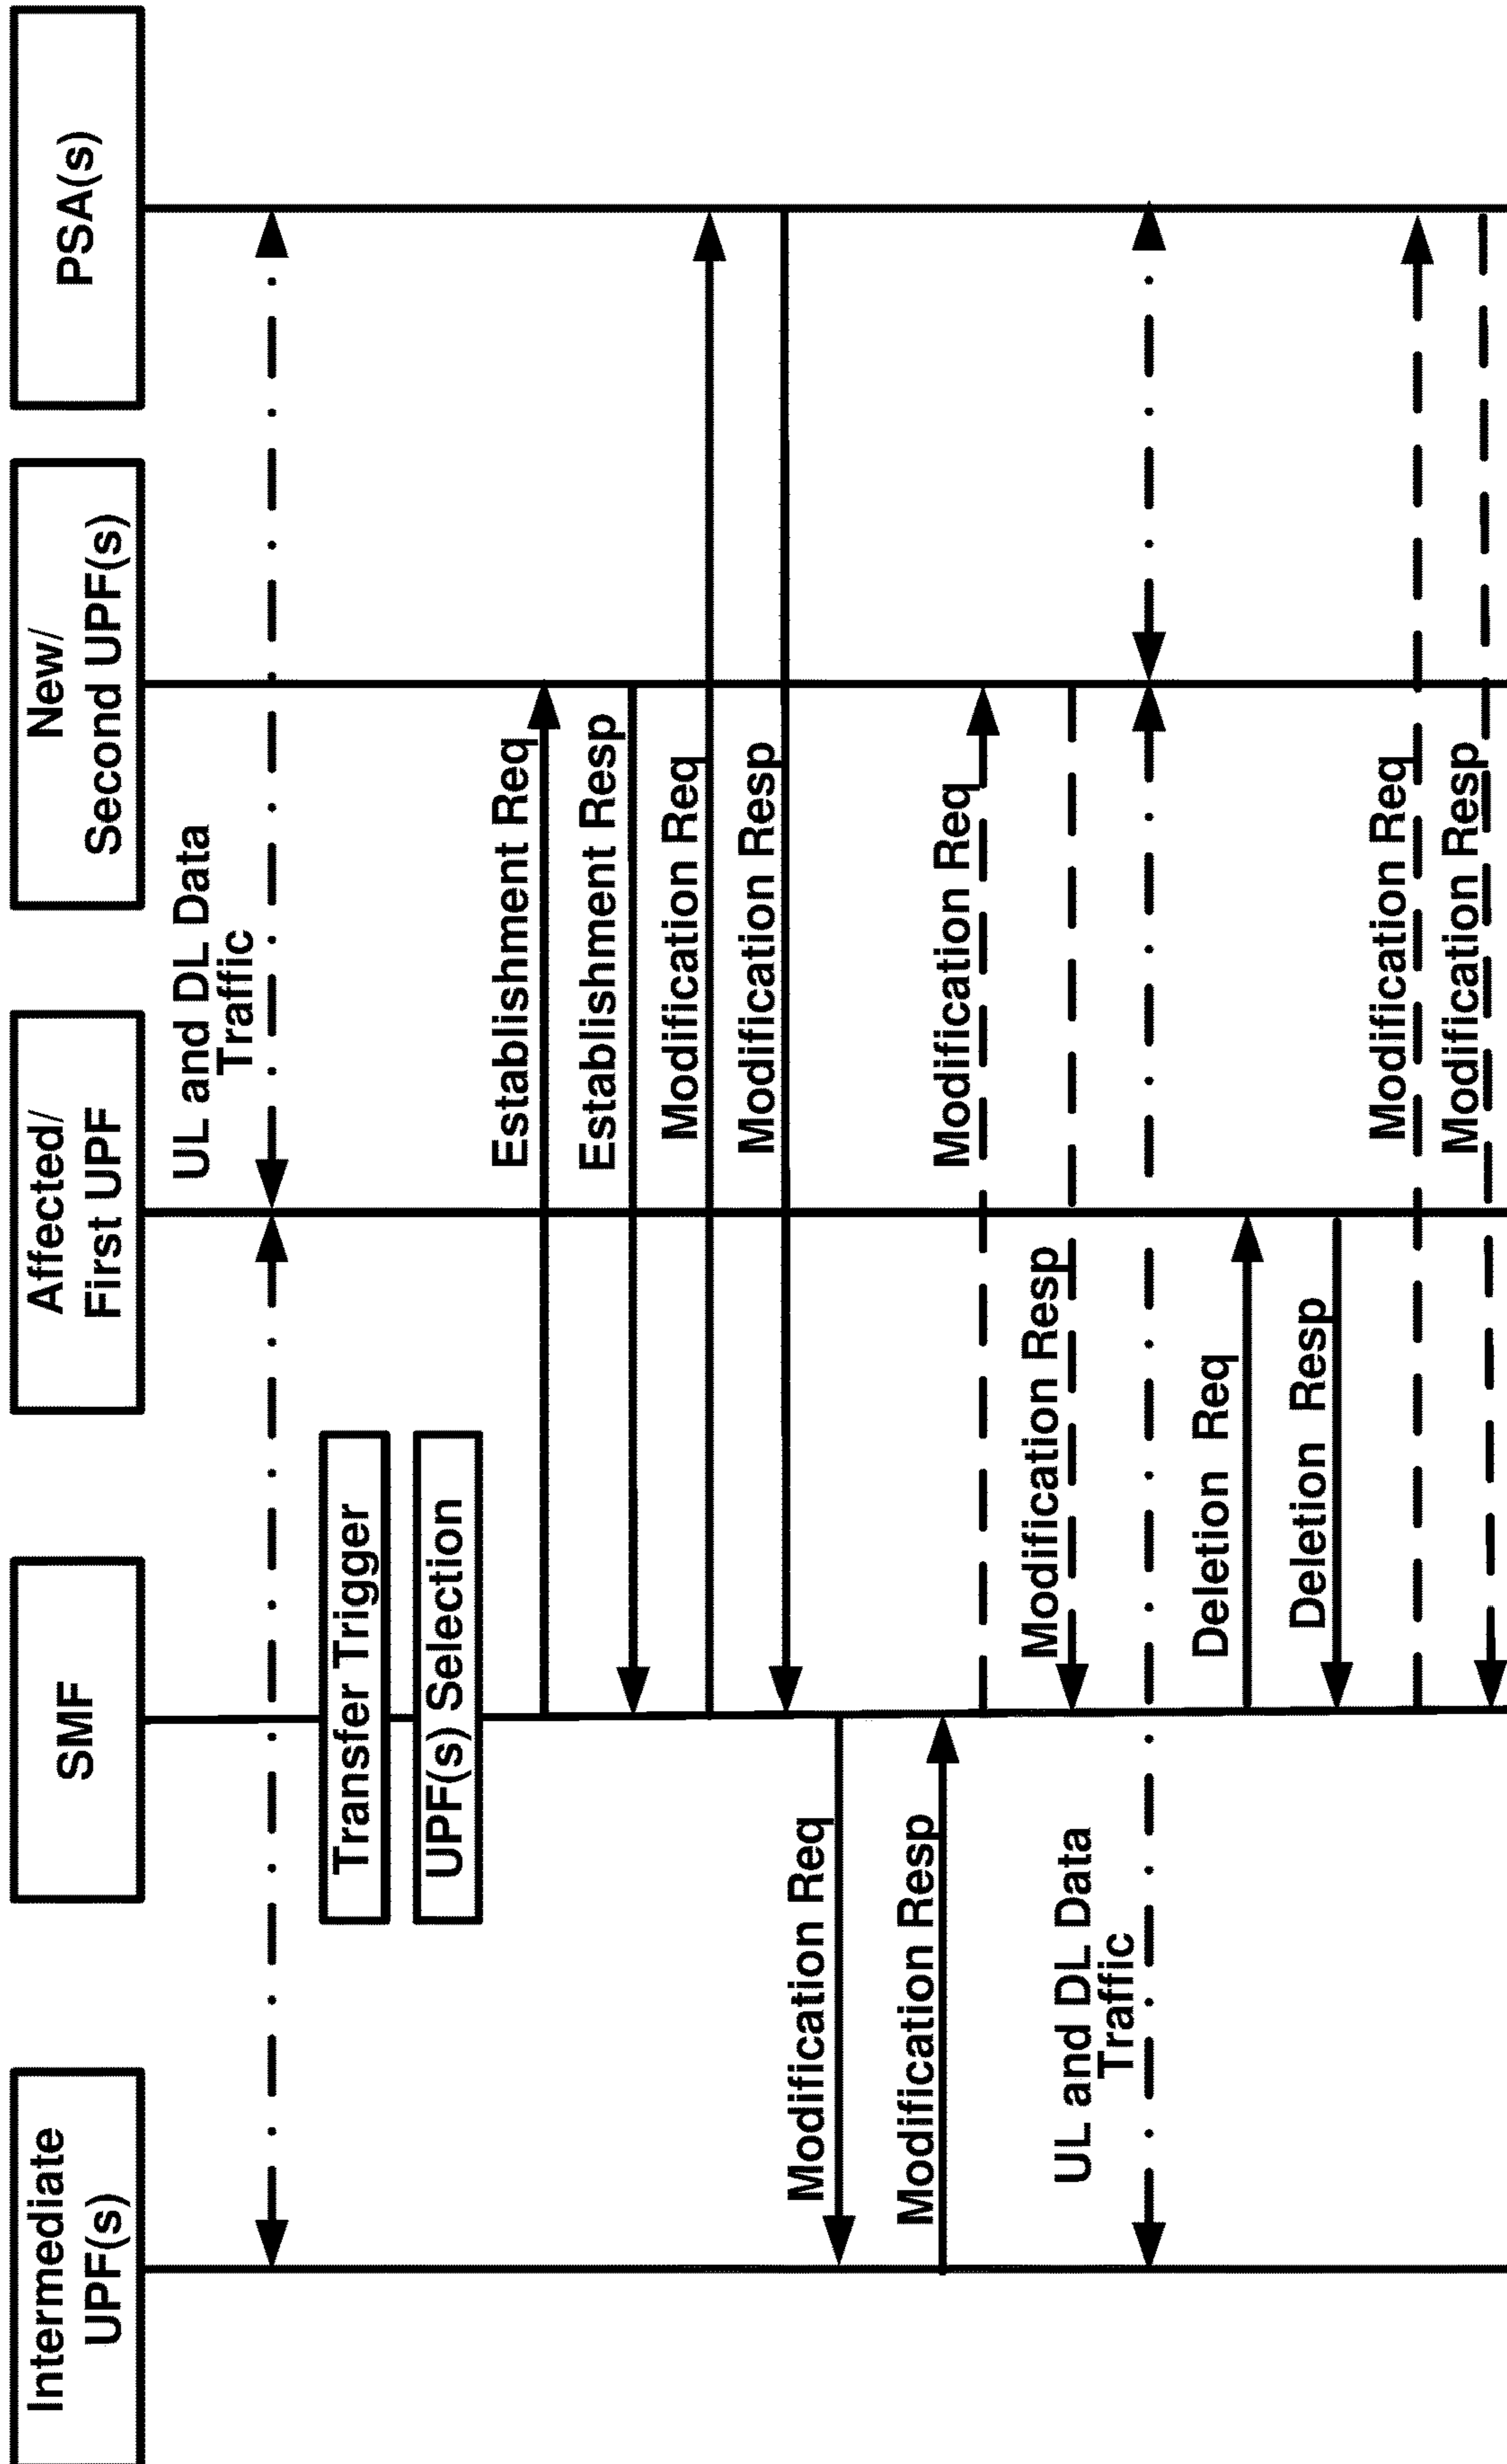 Intermediate
UPF(s)
SMF
Affected/
First UPF
New/
Second UPF(s)
PSA(s)
UL and DL Data
Traffic
Transfer Trigger
UPF(s) Selection
Establishment Req
Establishment Resp
Modification Req
Modification Resp
Modification Req
Modification Resp
Modification Req
Modification Resp
UL and DL Data
Traffic
Deletion Req
Deletion Resp
Modification Req
Modification Resp